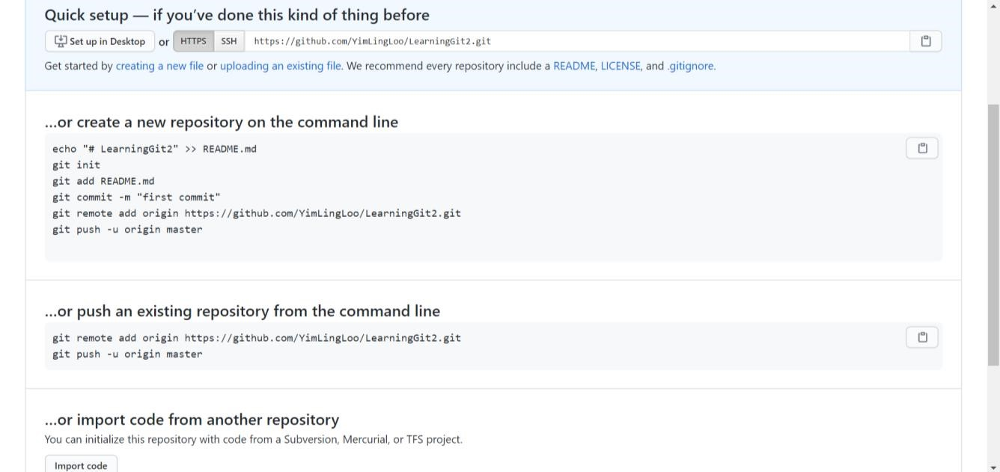 Quick setup — if you've done this kind of thing before
Set up in Desktop or HTTPS SSH https://github.com/YimLingLoo/LearningGit2.git
Get started by creating a new file or uploading an existing file. We recommend every repository include a README, LICENSE, and .gitignore.
...or create a new repository on the command line
echo "# LearningGit2" >> README.md
git init
git add README.md
git commit -m "first commit"
git remote add origin https://github.com/YimLingLoo/LearningGit2.git
git push -u origin master
...or push an existing repository from the command line
git remote add origin https://github.com/YimLingLoo/LearningGit2.git
git push -u origin master
...or import code from another repository
You can initialize this repository with code from a Subversion, Mercurial, or TFS project.
Import code